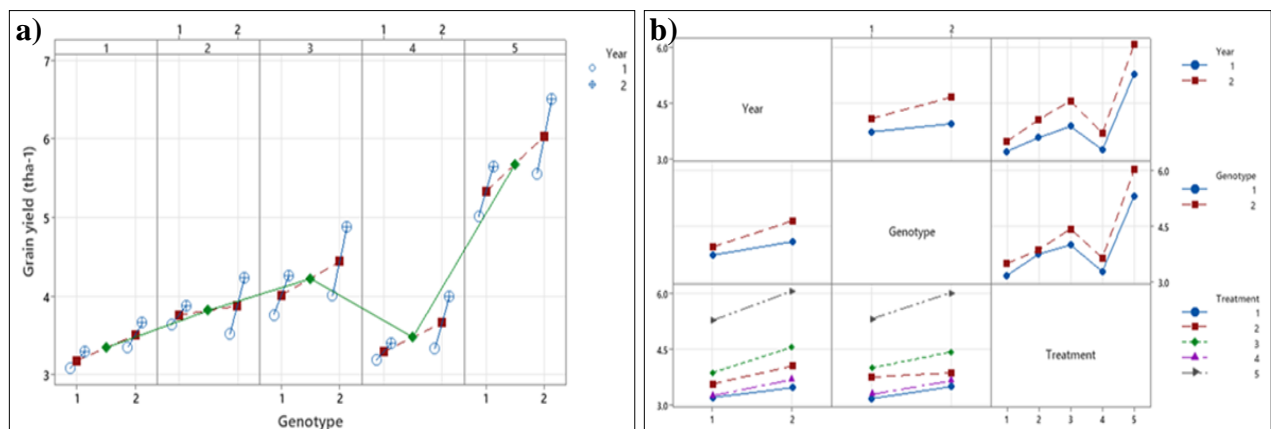 a)
1 2 1 2
1 2 3 4 5
Year
1
2
7
6
5
4
3
Grain yield (tha-1)
1 2 1 2 1 2
Genotype
b)
1 2
6.0
4.5
3.0
Year
Year
1
2
Genotype
6.0
4.5
3.0
Genotype
1
2
6.0
4.5
3.0
Treatment
Treatment
1
2
3
4
5
1 2 1 2 1 2 3 4 5